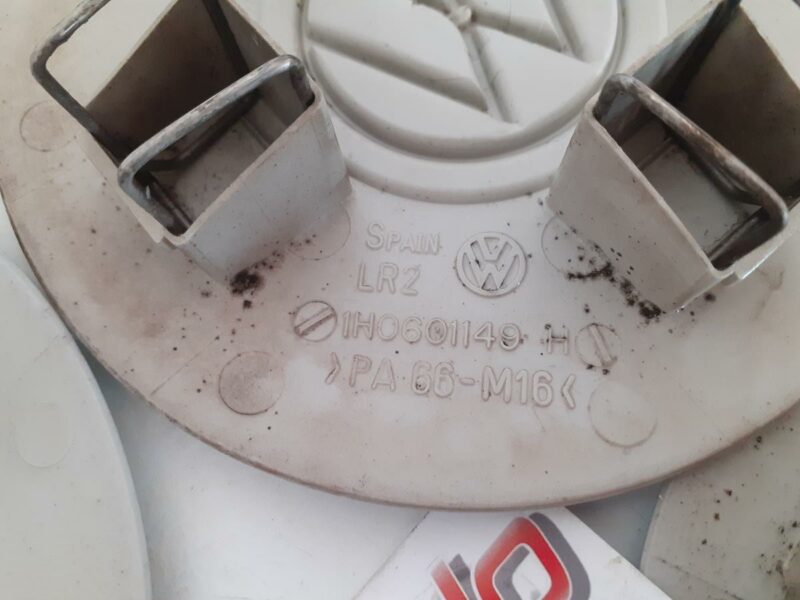 SPAIN
LR2
1H0601149 H
>PA 66-M16<